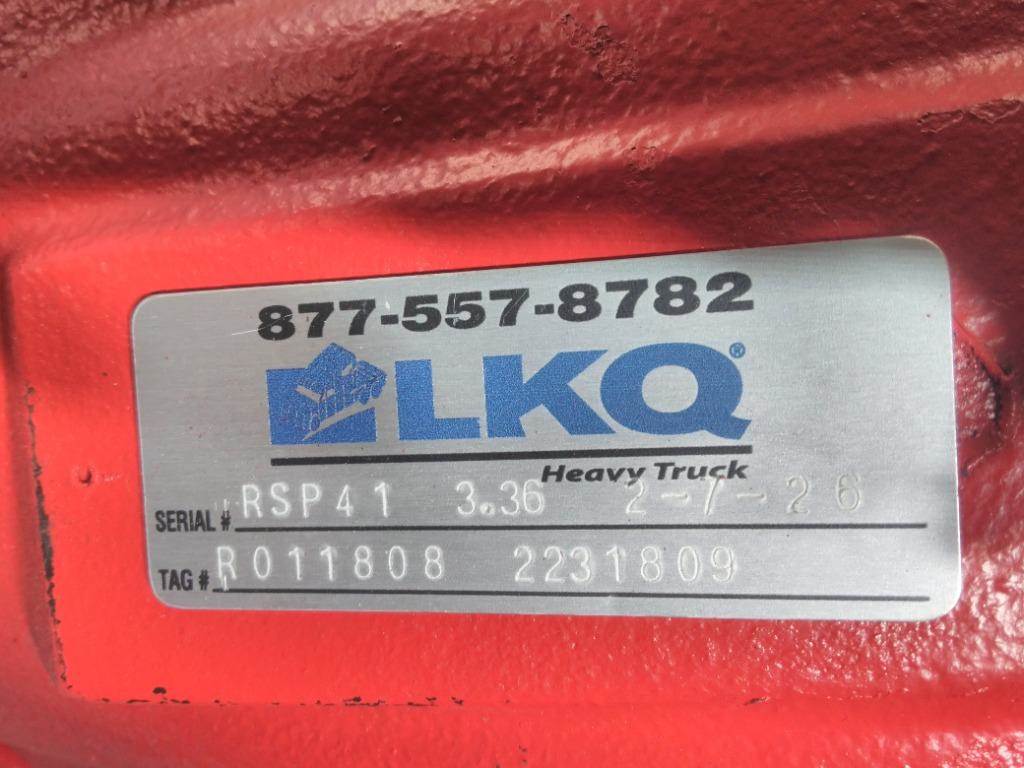 877-557-8782
LKQ®
Heavy Truck
SERIAL # RSP41 3.36 2-7-26
TAG # R011808 2231809